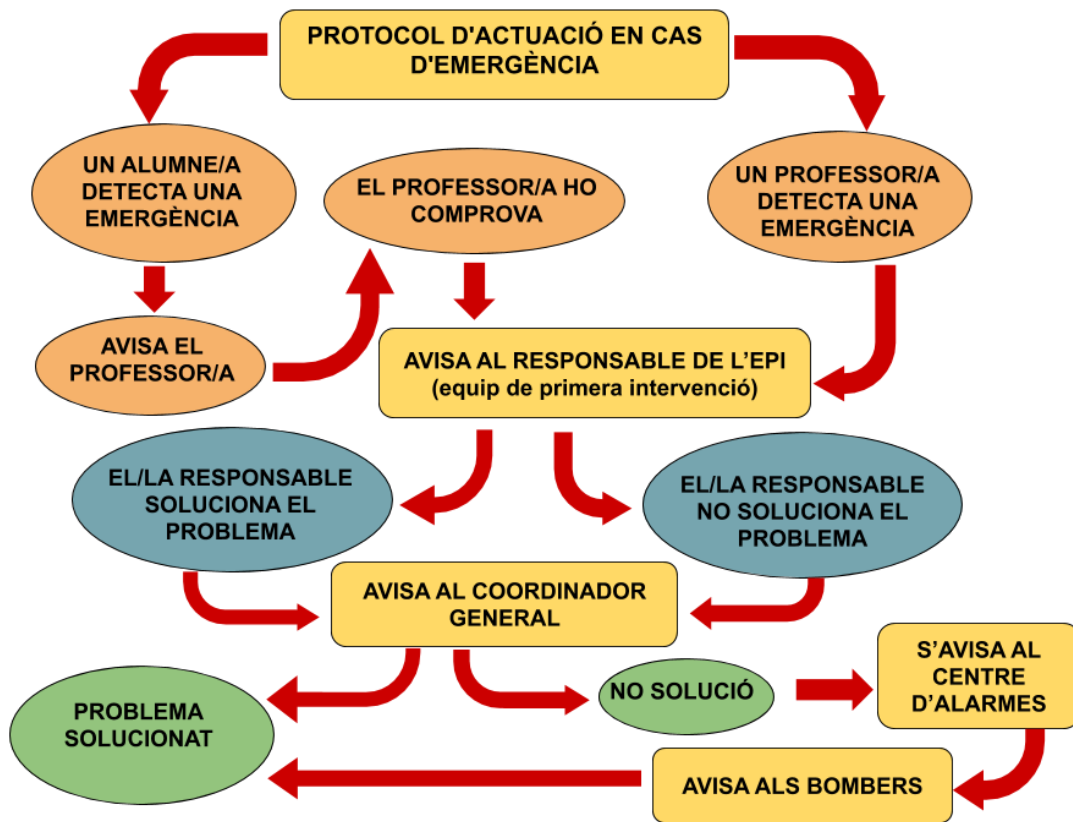 PROTOCOL D'ACTUACIÓ EN CAS
D'EMERGÈNCIA
UN ALUMNE/A
DETECTA UNA
EMERGÈNCIA
EL PROFESSOR/A HO
COMPROVA
UN PROFESSOR/A
DETECTA UNA
EMERGÈNCIA
AVISA EL
PROFESSOR/A
AVISA AL RESPONSABLE DE L’EPI
(equip de primera intervenció)
EL/LA RESPONSABLE
SOLUCIONA EL
PROBLEMA
EL/LA RESPONSABLE
NO SOLUCIONA EL
PROBLEMA
AVISA AL COORDINADOR
GENERAL
PROBLEMA
SOLUCIONAT
NO SOLUCIÓ
S’AVISA AL
CENTRE
D’ALARMES
AVISA ALS BOMBERS